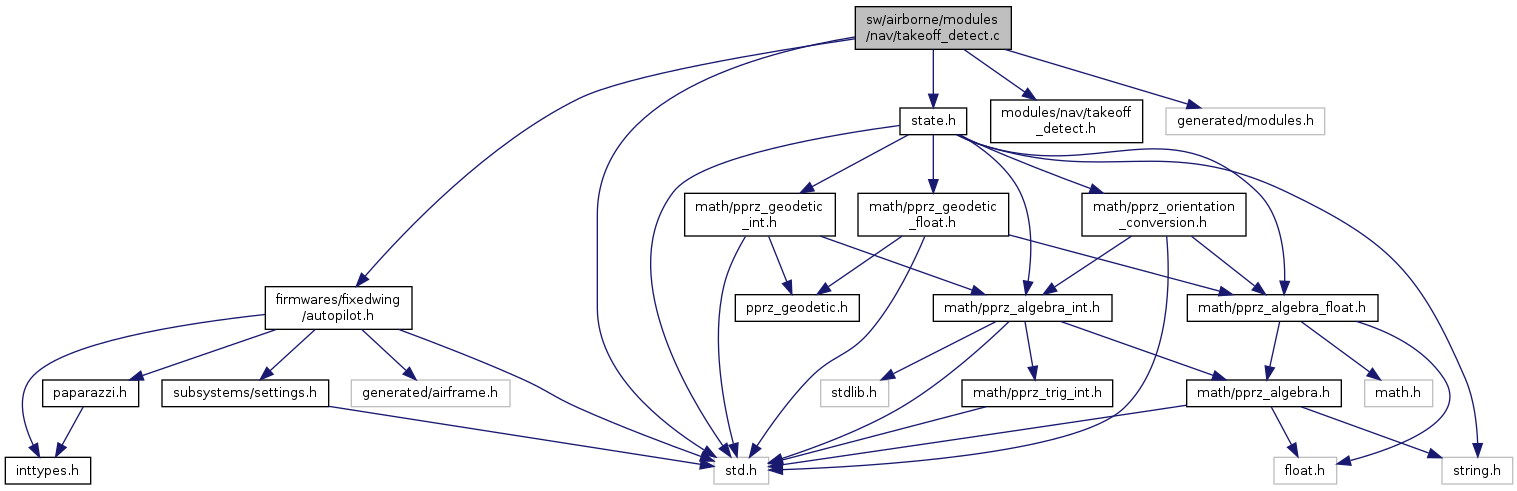 sw/airborne/modules
/nav/takeoff_detect.c
state.h
modules/nav/takeoff
_detect.h
generated/modules.h
math/pprz_geodetic
_int.h
math/pprz_geodetic
_float.h
math/pprz_orientation
_conversion.h
firmwares/fixedwing
/autopilot.h
pprz_geodetic.h
math/pprz_algebra_int.h
math/pprz_algebra_float.h
paparazzi.h
subsystems/settings.h
generated/airframe.h
stdlib.h
math/pprz_trig_int.h
math/pprz_algebra.h
math.h
inttypes.h
std.h
float.h
string.h